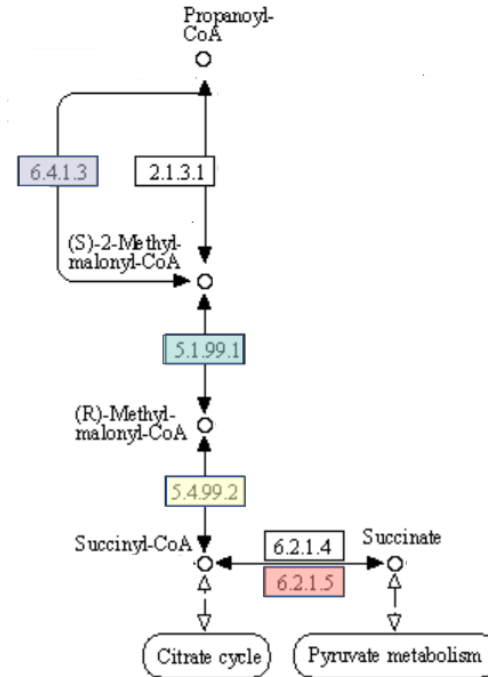 Propanoyl-
CoA
6.4.1.3
2.1.3.1
(S)-2-Methyl-
malonyl-CoA
5.1.99.1
(R)-Methyl-
malonyl-CoA
5.4.99.2
Succinyl-CoA
6.2.1.4
Succinate
6.2.1.5
Citrate cycle
Pyruvate metabolism